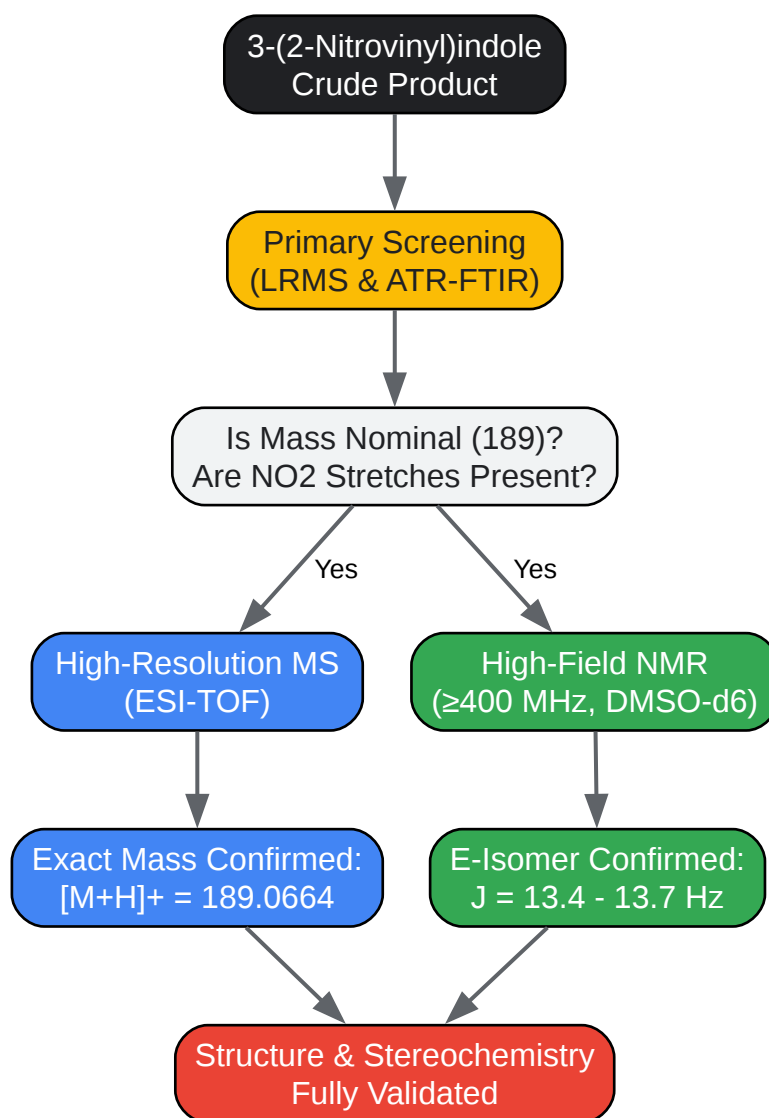 3-(2-Nitrovinyl)indole
Crude Product
Primary Screening
(LRMS & ATR-FTIR)
Is Mass Nominal (189)?
Are NO2 Stretches Present?
Yes
Yes
High-Resolution MS
(ESI-TOF)
High-Field NMR
(≥400 MHz, DMSO-d6)
Exact Mass Confirmed:
[M+H]+ = 189.0664
E-Isomer Confirmed:
J = 13.4 - 13.7 Hz
Structure & Stereochemistry
Fully Validated